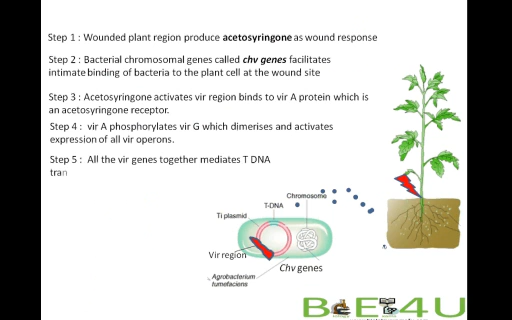 Step 1 : Wounded plant region produce acetosyringone as wound response
Step 2 : Bacterial chromosomal genes called chv genes facilitates
intimate binding of bacteria to the plant cell at the wound site
Step 3 : Acetosyringone activates vir region binds to vir A protein which is
an acetosyringone receptor.
Step 4 : vir A phosphorylates vir G which dimerises and activates
expression of all vir operons.
Step 5 : All the vir genes together mediates T DNA
tran
Chromosome
T-DNA
Ti plasmid
Vir region
Chv genes
Agrobacterium
tumefaciens
B E4U